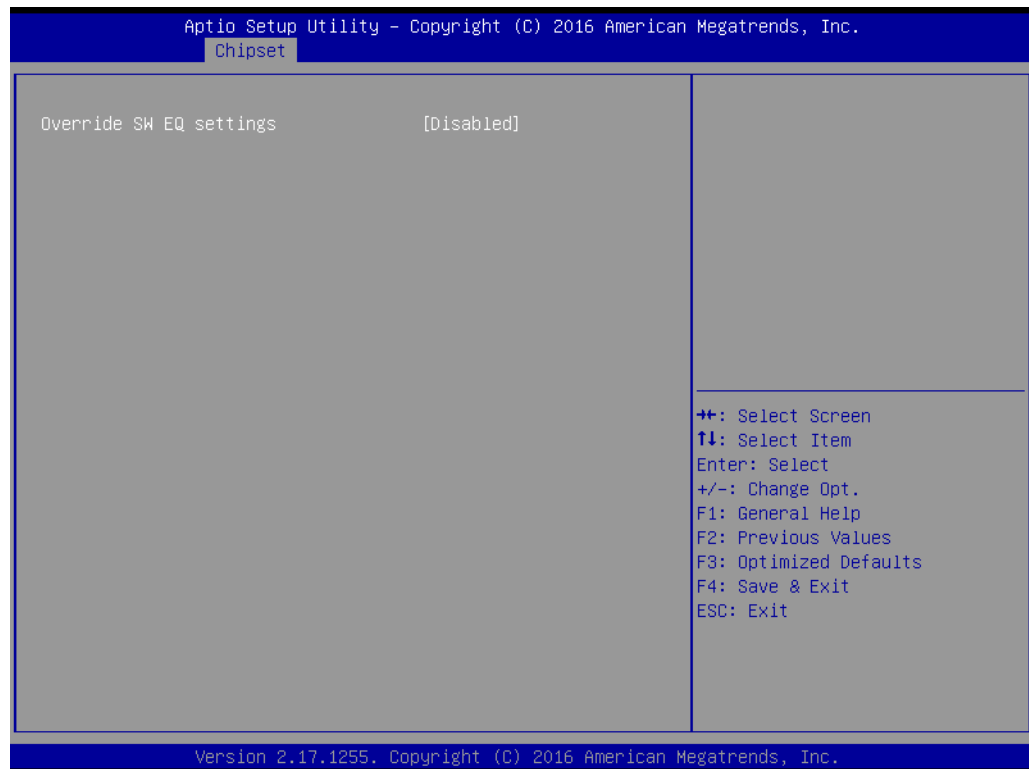 Aptio Setup Utility – Copyright (C) 2016 American Megatrends, Inc.
Chipset
Override SW EQ settings [Disabled]
→←: Select Screen
↑↓: Select Item
Enter: Select
+/-: Change Opt.
F1: General Help
F2: Previous Values
F3: Optimized Defaults
F4: Save & Exit
ESC: Exit
Version 2.17.1255. Copyright (C) 2016 American Megatrends, Inc.